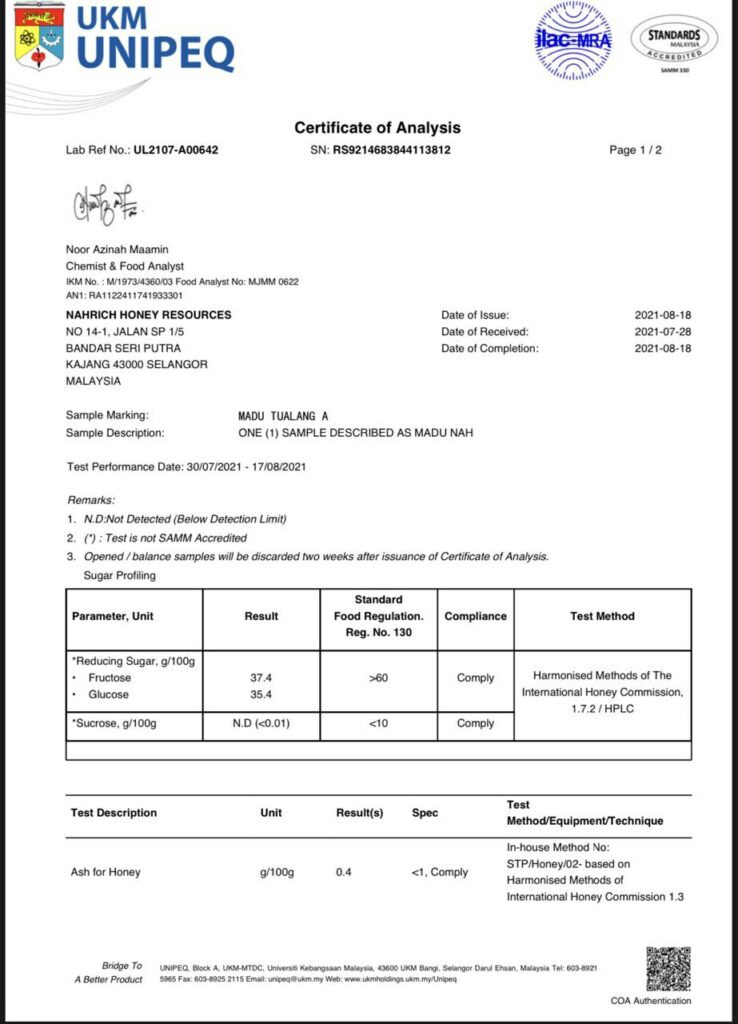 UKM
UNIPEQ
ilac-MRA
STANDARDS
MALAYSIA
ACCREDITED
SAMM 330
Certificate of Analysis
Lab Ref No.: UL2107-A00642 SN: RS9214683844113812 Page 1 / 2
Noor Azinah Maamin
Chemist & Food Analyst
IKM No. : M/1973/4360/03 Food Analyst No: MJMM 0622
AN1: RA1122411741933301
NAHRICH HONEY RESOURCES Date of Issue: 2021-08-18
NO 14-1, JALAN SP 1/5 Date of Received: 2021-07-28
BANDAR SERI PUTRA Date of Completion: 2021-08-18
KAJANG 43000 SELANGOR
MALAYSIA
Sample Marking: MADU TUALANG A
Sample Description: ONE (1) SAMPLE DESCRIBED AS MADU NAH
Test Performance Date: 30/07/2021 - 17/08/2021
Remarks:
1. N.D:Not Detected (Below Detection Limit)
2. (*) : Test is not SAMM Accredited
3. Opened / balance samples will be discarded two weeks after issuance of Certificate of Analysis.
Sugar Profiling
Parameter, Unit Result Standard Food Regulation. Reg. No. 130 Compliance Test Method
*Reducing Sugar, g/100g
• Fructose 37.4 >60 Comply Harmonised Methods of The
• Glucose 35.4 International Honey Commission,
1.7.2 / HPLC
*Sucrose, g/100g N.D (<0.01) <10 Comply
Test Description Unit Result(s) Spec Test Method/Equipment/Technique
In-house Method No:
STP/Honey/02- based on
Ash for Honey g/100g 0.4 <1, Comply Harmonised Methods of
International Honey Commission 1.3
Bridge To
A Better Product
UNIPEQ, Block A, UKM-MTDC, Universiti Kebangsaan Malaysia, 43600 UKM Bangi, Selangor Darul Ehsan, Malaysia Tel: 603-8921
5965 Fax: 603-8925 2115 Email: unipeq@ukm.my Web: www.ukmholdings.ukm.my/Unipeq
COA Authentication